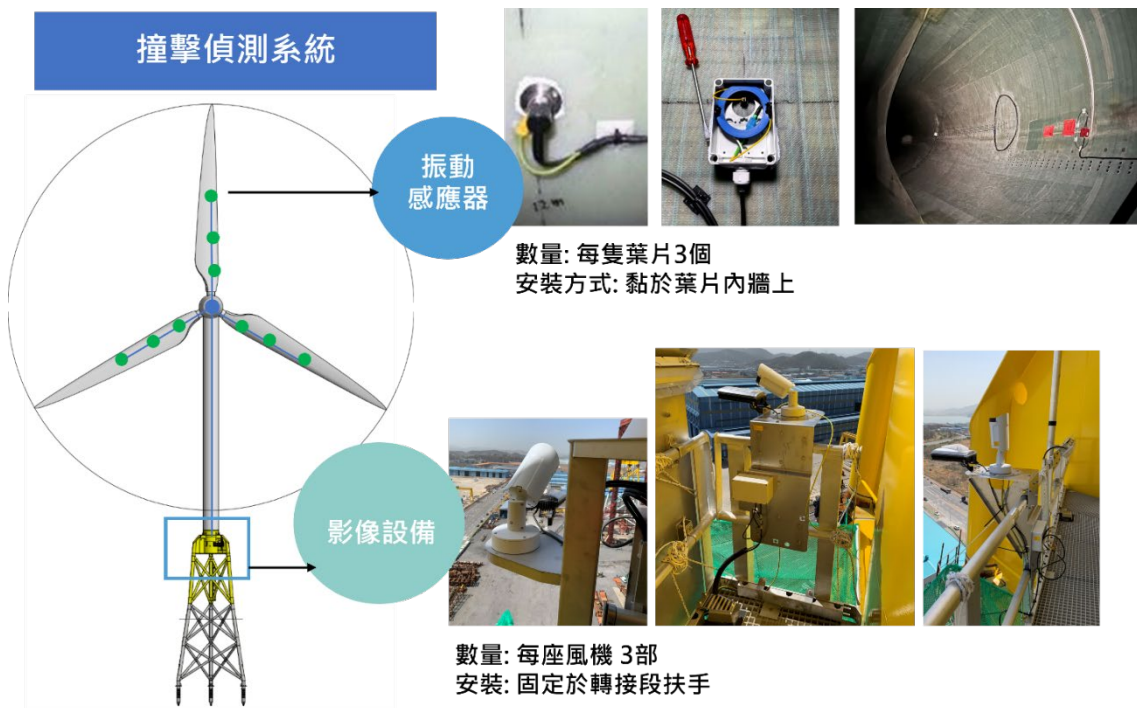 撞擊偵測系統
振動
感應器
12m
數量: 每隻葉片3個
安裝方式: 黏於葉片內牆上
影像設備
數量: 每座風機 3部
安裝: 固定於轉接段扶手